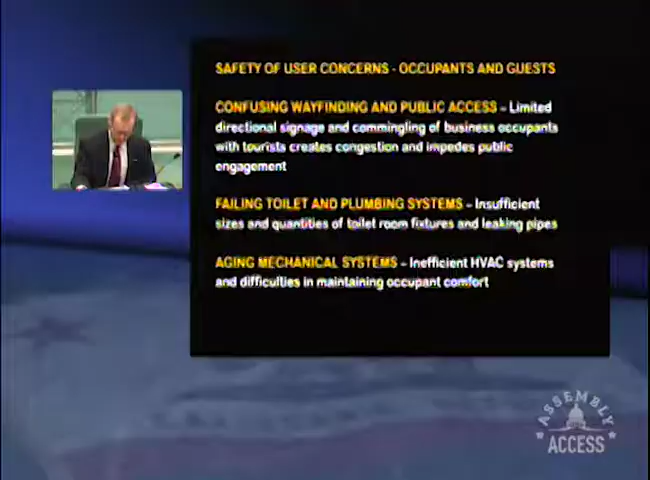 SAFETY OF USER CONCERNS - OCCUPANTS AND GUESTS
CONFUSING WAYFINDING AND PUBLIC ACCESS – Limited
directional signage and commingling of business occupants
with tourists creates congestion and impedes public
engagement
FAILING TOILET AND PLUMBING SYSTEMS – Insufficient
sizes and quantities of toilet room fixtures and leaking pipes
AGING MECHANICAL SYSTEMS – Inefficient HVAC systems
and difficulties in maintaining occupant comfort
ASSEMBLY
ACCESS